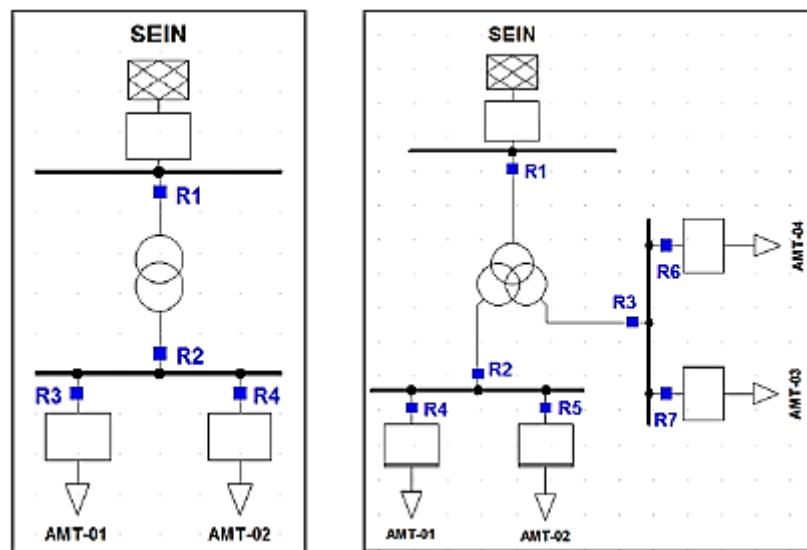 SEIN
R1
R2
R3
R4
AMT-01
AMT-02
SEIN
R1
R6
AMT-04
R3
R2
R4
R5
R7
AMT-03
AMT-01
AMT-02